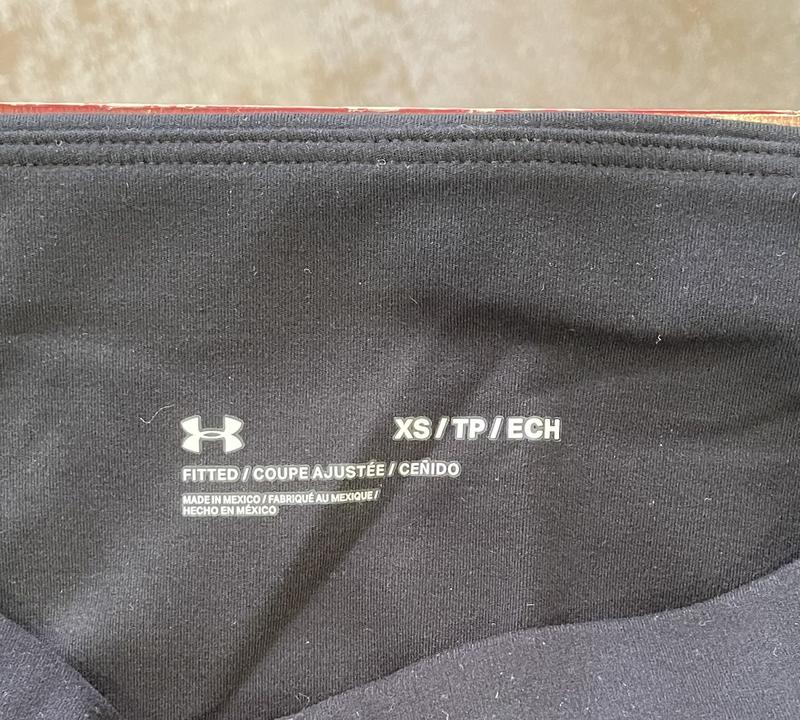 XS / TP / ECH
FITTED / COUPE AJUSTÉE / CEÑIDO
MADE IN MEXICO / FABRIQUÉ AU MEXIQUE /
HECHO EN MÉXICO